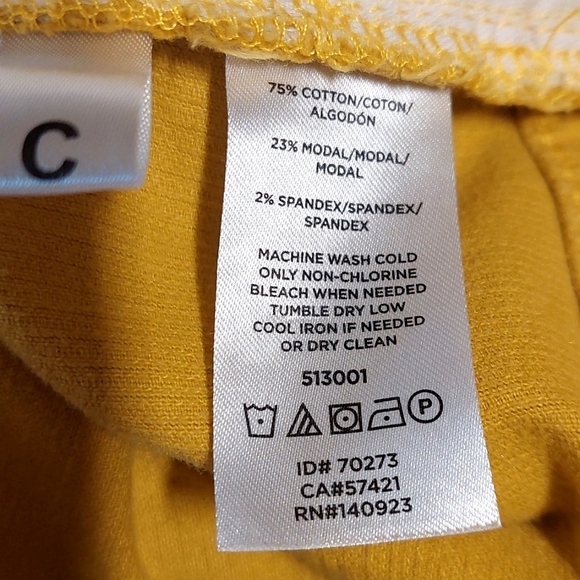 C
75% COTTON/COTON/
ALGODÓN
23% MODAL/MODAL/
MODAL
2% SPANDEX/SPANDEX/
SPANDEX
MACHINE WASH COLD
ONLY NON-CHLORINE
BLEACH WHEN NEEDED
TUMBLE DRY LOW
COOL IRON IF NEEDED
OR DRY CLEAN
513001
P
ID# 70273
CA#57421
RN#140923